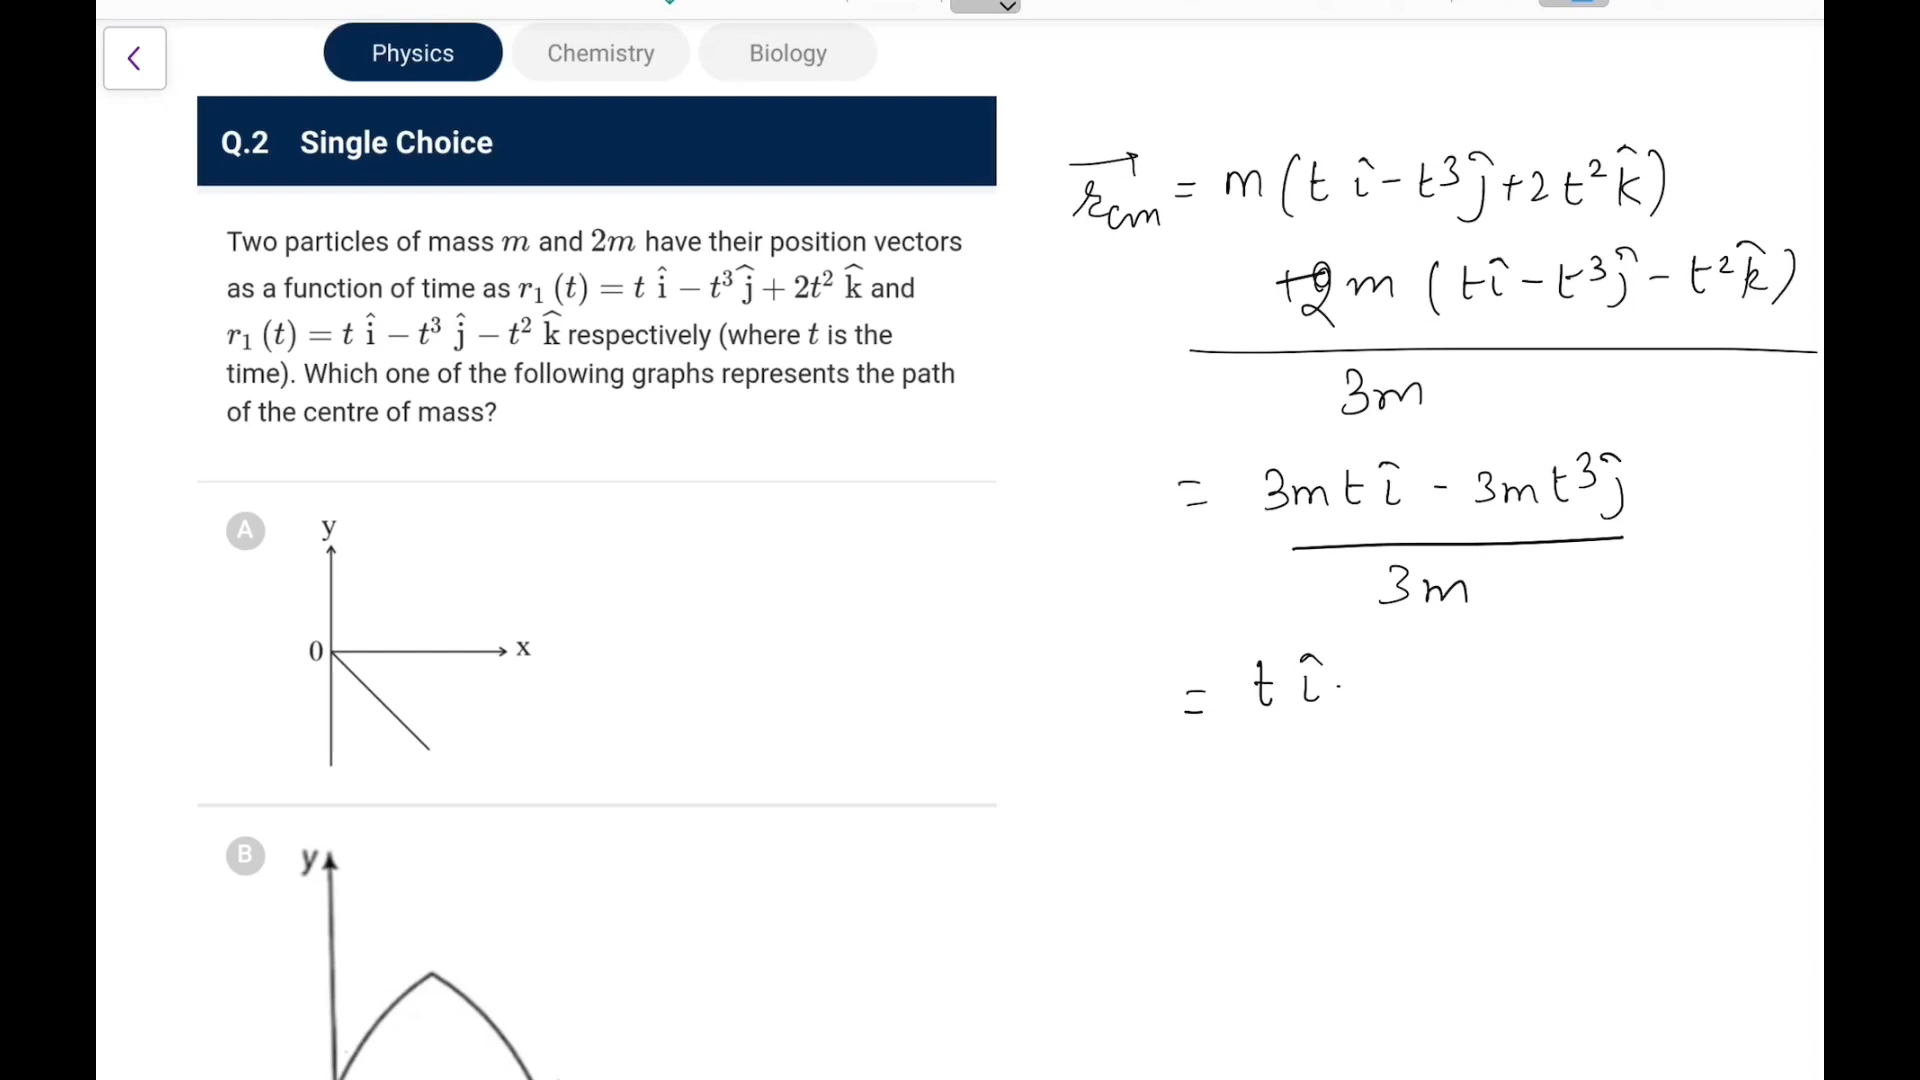 Physics Chemistry Biology
Q.2 Single Choice
Two particles of mass m and 2m have their position vectors
as a function of time as r₁ (t) = t î − t³ ĵ + 2t² k̂ and
r₁ (t) = t î − t³ ĵ − t² k̂ respectively (where t is the
time). Which one of the following graphs represents the path
of the centre of mass?
A
y
0 x
B
y
r⃗cm = m (t î − t³ ĵ + 2t² k̂)
+2m (t î − t³ ĵ − t² k̂)
3m
= 3mt î − 3mt³ ĵ
3m
= t î